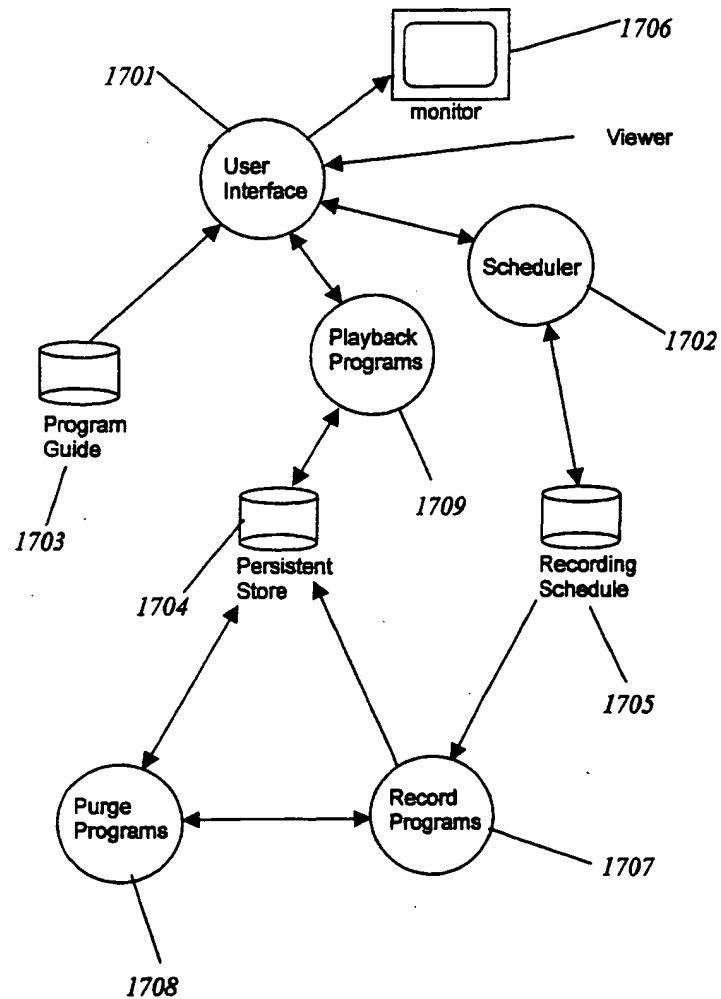 1706
1701
monitor
Viewer
User
Interface
Scheduler
1702
Playback
Programs
Program
Guide
1709
1703
Persistent
Store
Recording
Schedule
1704
1705
Purge
Programs
Record
Programs
1707
1708